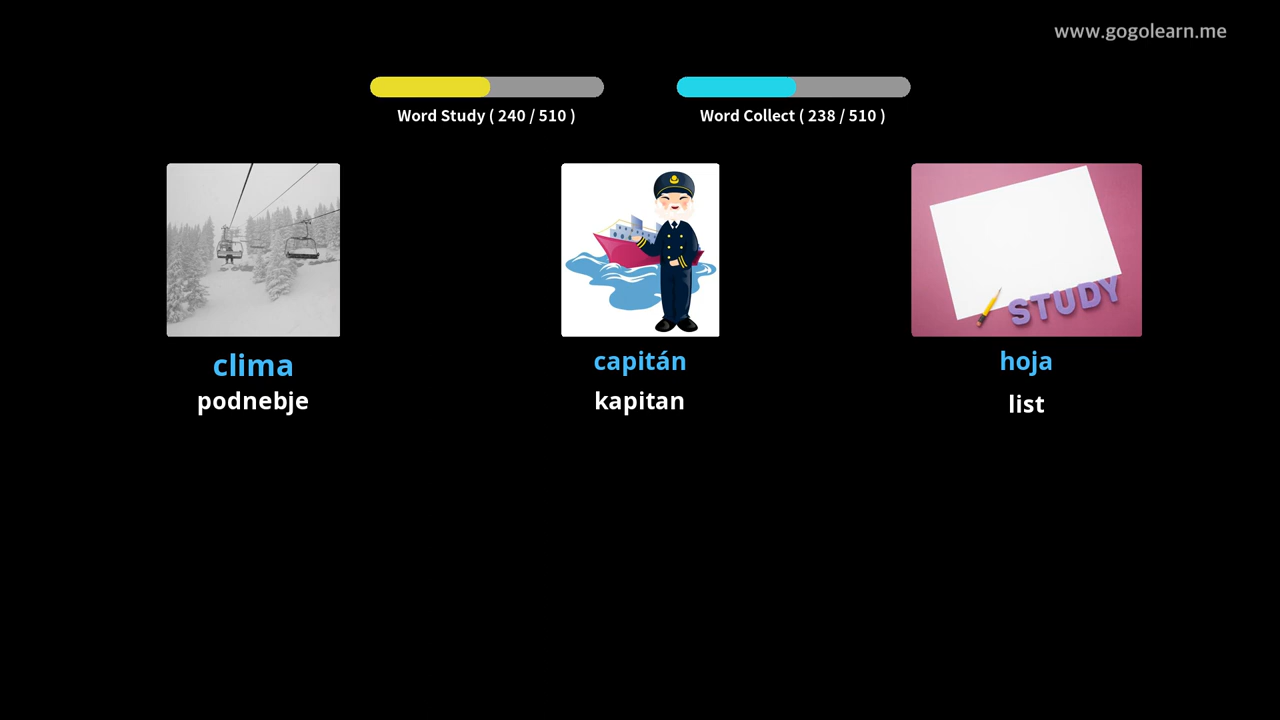 www.gogolearn.me
Word Study ( 240 / 510 )
Word Collect ( 238 / 510 )
STUDY
clima
capitán
hoja
podnebje
kapitan
list